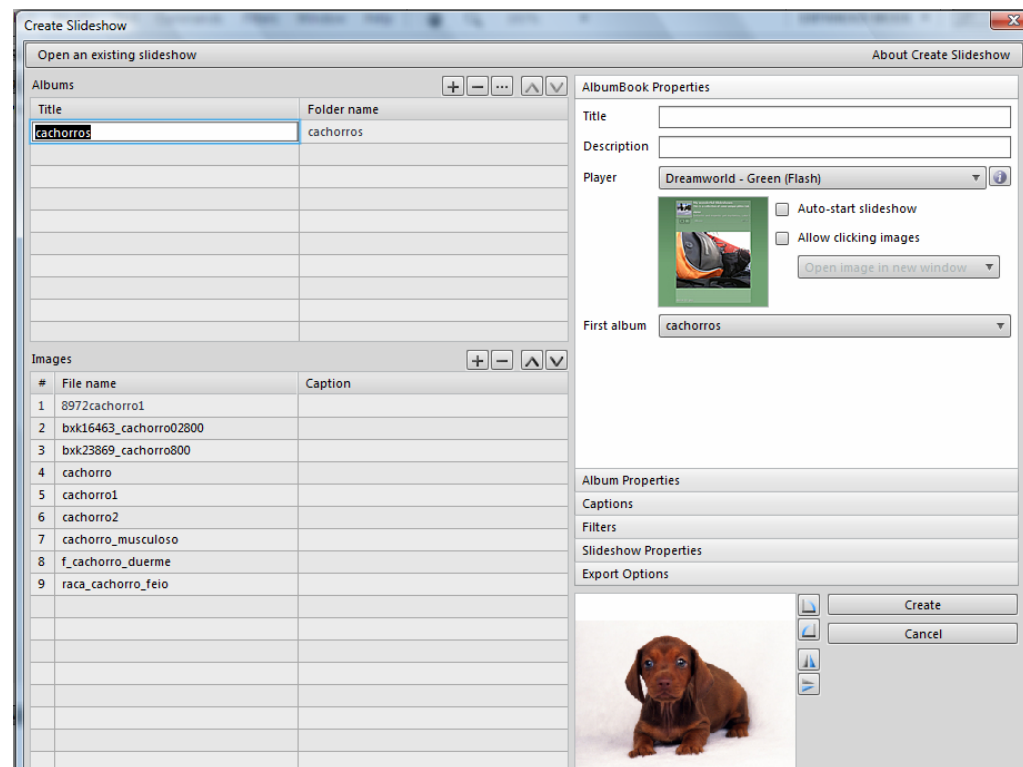 Create Slideshow
Open an existing slideshow
About Create Slideshow
Albums
Title Folder name
cachorros cachorros
Images
# File name Caption
1 8972cachorro1
2 bxk16463_cachorro02800
3 bxk23869_cachorro800
4 cachorro
5 cachorro1
6 cachorro2
7 cachorro_musculoso
8 f_cachorro_duerme
9 raca_cachorro_feio
AlbumBook Properties
Title
Description
Player Dreamworld - Green (Flash)
Auto-start slideshow
Allow clicking images
Open image in new window
First album cachorros
Album Properties
Captions
Filters
Slideshow Properties
Export Options
Create
Cancel